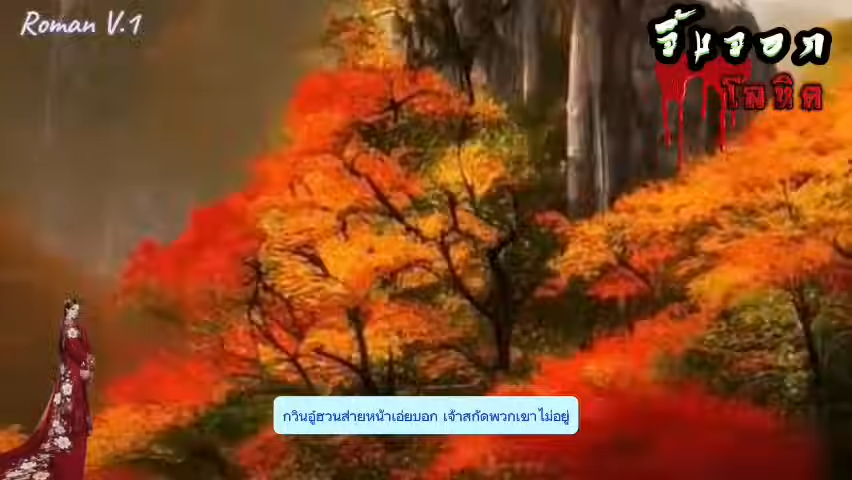 Roman V.1
จิ้นจอก
โลหิต
กวินอู๋ฮวนส่ายหน้าเอ่ยบอก เจ้าสกัดพวกเขาไม่อยู่